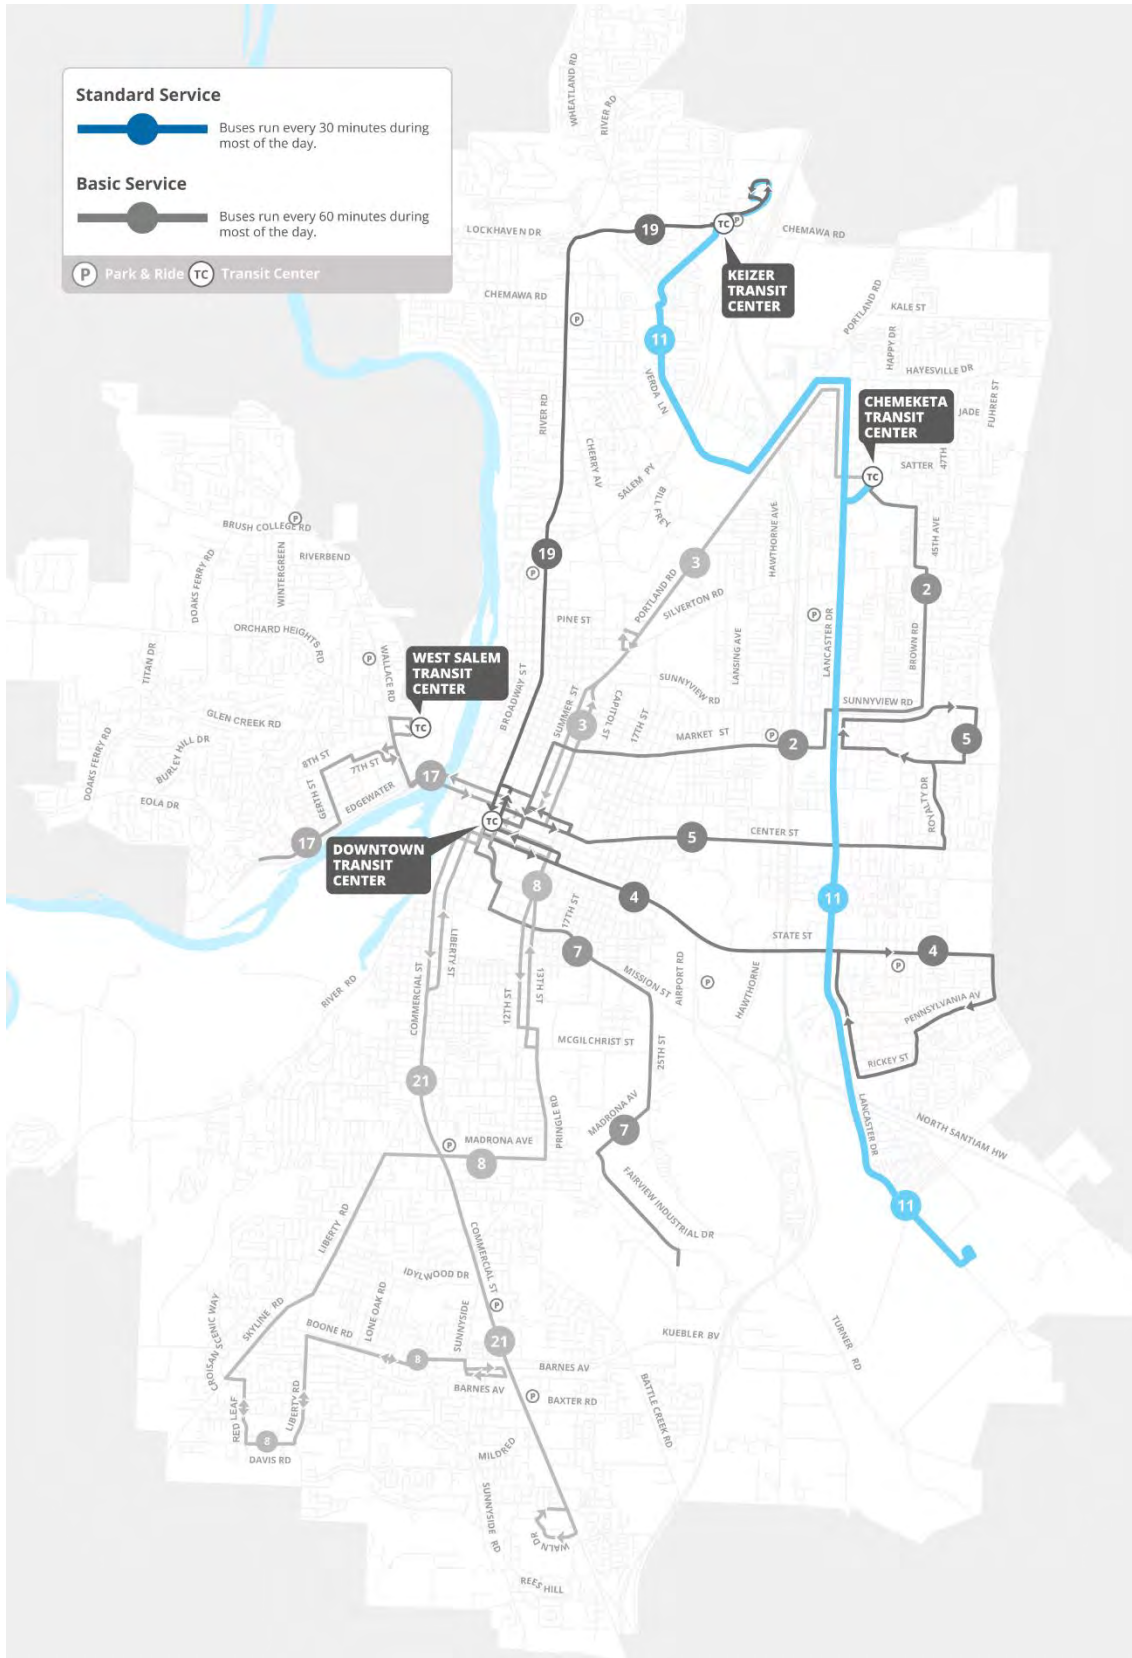 Standard Service
Buses run every 30 minutes during
most of the day.
Basic Service
Buses run every 60 minutes during
most of the day.
P Park & Ride TC Transit Center
WHEATLAND RD
RIVER RD
LOCKHAVEN DR
19
TC
P
CHEMAWA RD
KEIZER
TRANSIT
CENTER
CHEMAWA RD
P
PORTLAND RD
KALE ST
11
HAPPY DR
HAYESVILLE DR
VERDA LN
RIVER RD
CHEMEKETA
TRANSIT
CENTER
JADE
FUHRER ST
CHERRY AV
SALEM PY
BILL FREY
SATTER
47TH
TC
HAWTHORNE AVE
P
BRUSH COLLEGE RD
RIVERBEND
WINTERGREEN
DOAKS FERRY RD
19
P
3
45TH AVE
2
PORTLAND RD
SILVERTON RD
PINE ST
P
LANCASTER DR
BROWN RD
ORCHARD HEIGHTS RD
TITAN DR
P
WALLACE RD
WEST SALEM
TRANSIT
CENTER
TC
BROADWAY ST
SUMMER ST
CAPITOL ST
17TH ST
LANSING AVE
SUNNYVIEW RD
SUNNYVIEW RD
3
MARKET ST
P
2
5
GLEN CREEK RD
BURLEY HILL DR
DOAKS FERRY RD
8TH ST
7TH ST
GERTH ST
EDGEWATER
17
EOLA DR
17
ROYALTY DR
TC
5
CENTER ST
DOWNTOWN
TRANSIT
CENTER
8
4
11
17TH ST
STATE ST
4
P
7
LIBERTY ST
COMMERCIAL ST
RIVER RD
13TH ST
12TH ST
MISSION ST
AIRPORT RD
P
HAWTHORNE
PENNSYLVANIA AV
MCGILCHRIST ST
25TH ST
RICKEY ST
21
PRINGLE RD
MADRONA AV
7
LANCASTER DR
NORTH SANTIAM HW
P
MADRONA AVE
8
FAIRVIEW INDUSTRIAL DR
11
LIBERTY RD
COMMERCIAL ST
IDYLWOOD DR
CROISAN SCENIC WAY
SKYLINE RD
BOONE RD
LONE OAK RD
SUNNYSIDE
P
21
KUEBLER BV
TURNER RD
8
BARNES AV
BARNES AV
P
BAXTER RD
BATTLE CREEK RD
RED LEAF
LIBERTY RD
8
DAVIS RD
MILDRED
SUNNYSIDE RD
WALN DR
REES HILL